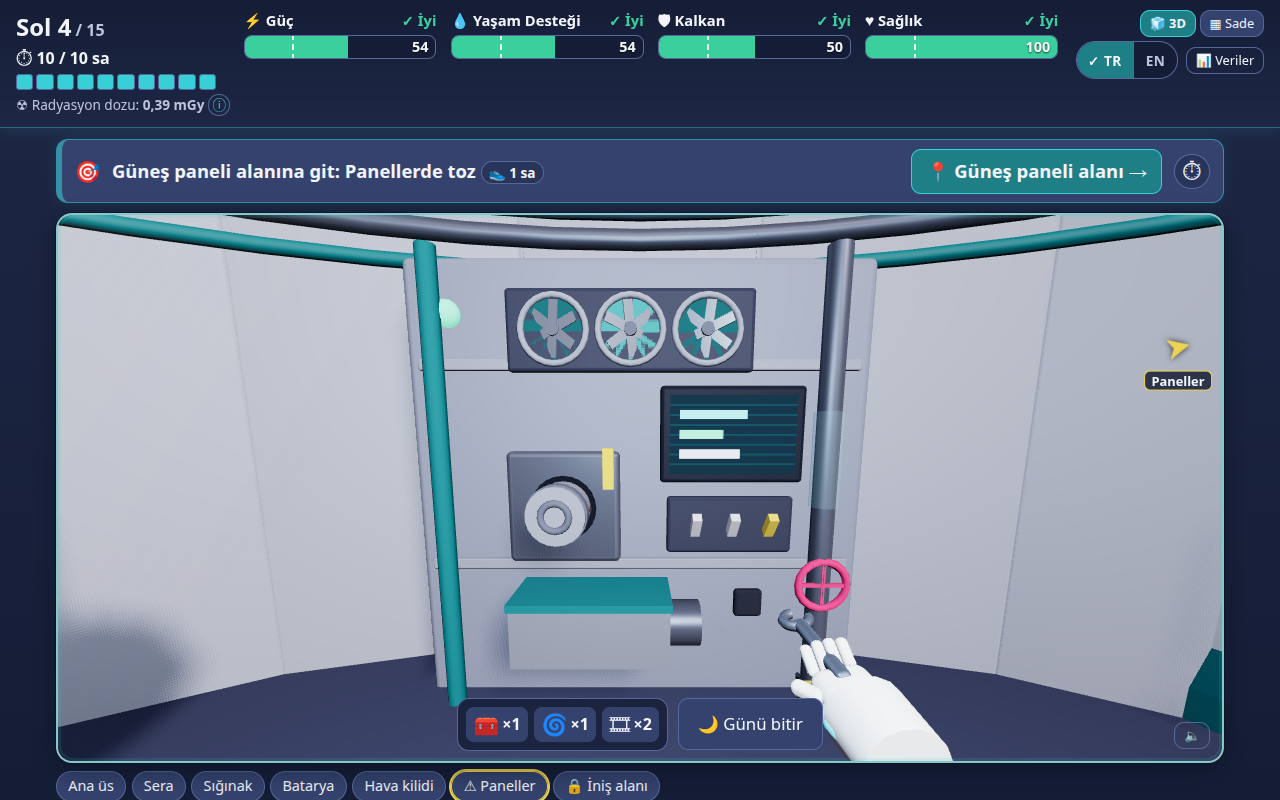 Sol 4 / 15
⏱ 10 / 10 sa
☢ Radyasyon dozu: 0,39 mGy ⓘ
⚡ Güç ✓ İyi
54
💧 Yaşam Desteği ✓ İyi
54
🛡 Kalkan ✓ İyi
50
♥ Sağlık ✓ İyi
100
🧊 3D
▦ Sade
✓ TR
EN
📊 Veriler
🎯 Güneş paneli alanına git: Panellerde toz 👟 1 sa
📍 Güneş paneli alanı →
Paneller
🧰 ×1
🌀 ×1
🎞 ×2
🌙 Günü bitir
Ana üs
Sera
Sığınak
Batarya
Hava kilidi
⚠ Paneller
🔒 İniş alanı